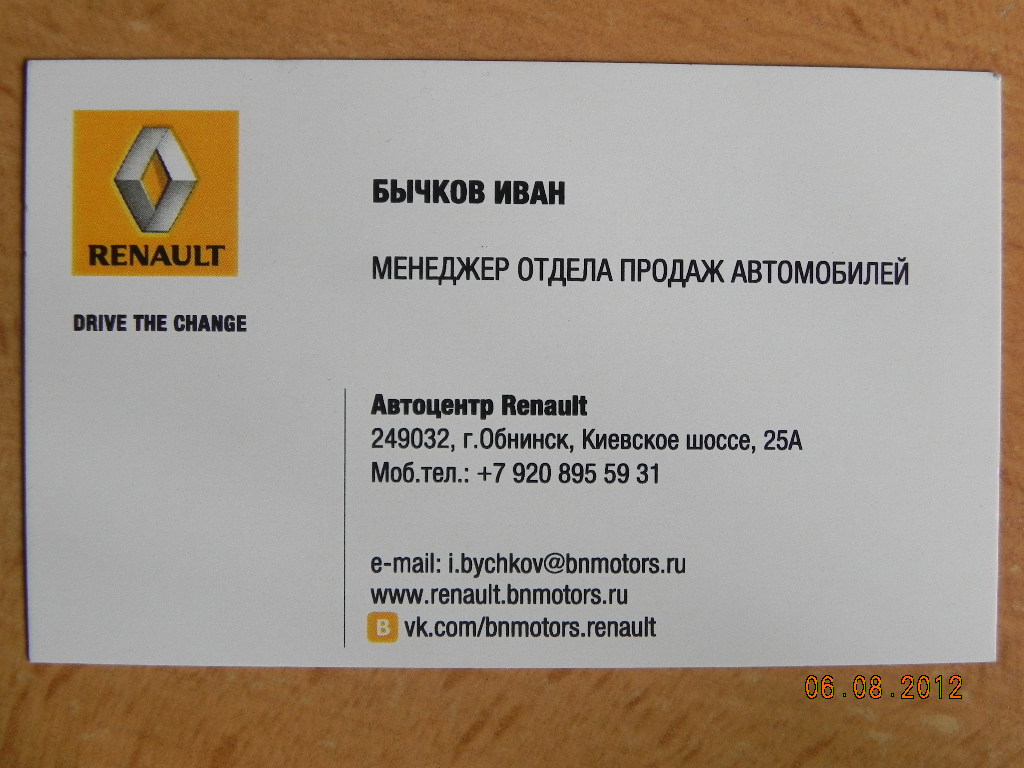 RENAULT
DRIVE THE CHANGE
БЫЧКОВ ИВАН
МЕНЕДЖЕР ОТДЕЛА ПРОДАЖ АВТОМОБИЛЕЙ
Автоцентр Renault
249032, г.Обнинск, Киевское шоссе, 25А
Моб.тел.: +7 920 895 59 31
e-mail: i.bychkov@bnmotors.ru
www.renault.bnmotors.ru
В vk.com/bnmotors.renault
06.08.2012